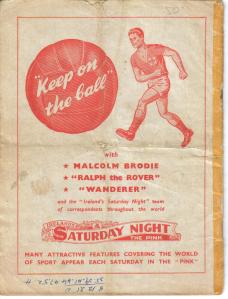 "Keep on
the ball"
with
★ MALCOLM BRODIE
★ "RALPH the ROVER"
★ "WANDERER"
and the "Ireland's Saturday Night" team
of correspondents throughout the world
IRELAND'S
SATURDAY NIGHT
THE PINK
MANY ATTRACTIVE FEATURES COVERING THE WORLD
OF SPORT APPEAR EACH SATURDAY IN THE "PINK"